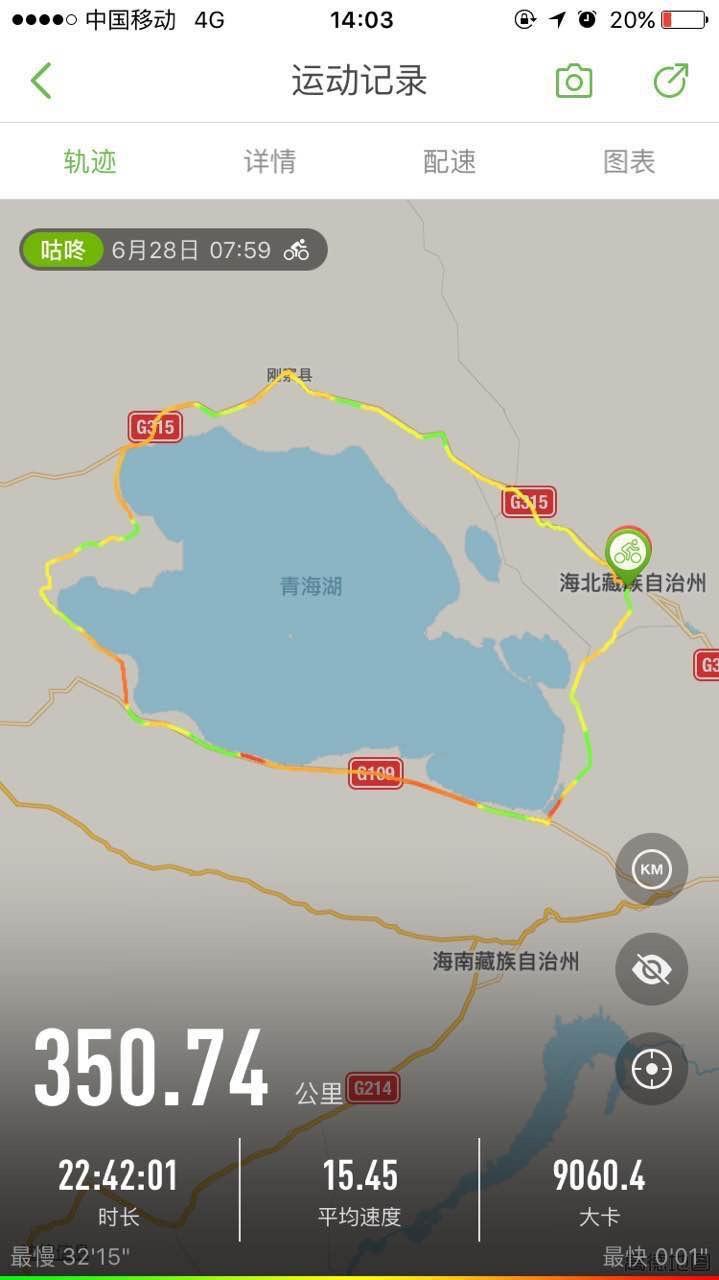 中国移动 4G 14:03 20%
运动记录
轨迹 详情 配速 图表
咕咚 6月28日 07:59
刚察县
G315
G315
青海湖
海北藏族自治州
G3
G109
KM
海南藏族自治州
350.74 公里
G214
22:42:01 15.45 9060.4
时长 平均速度 大卡
最慢 32'15" 最快 0'01"
高德地图